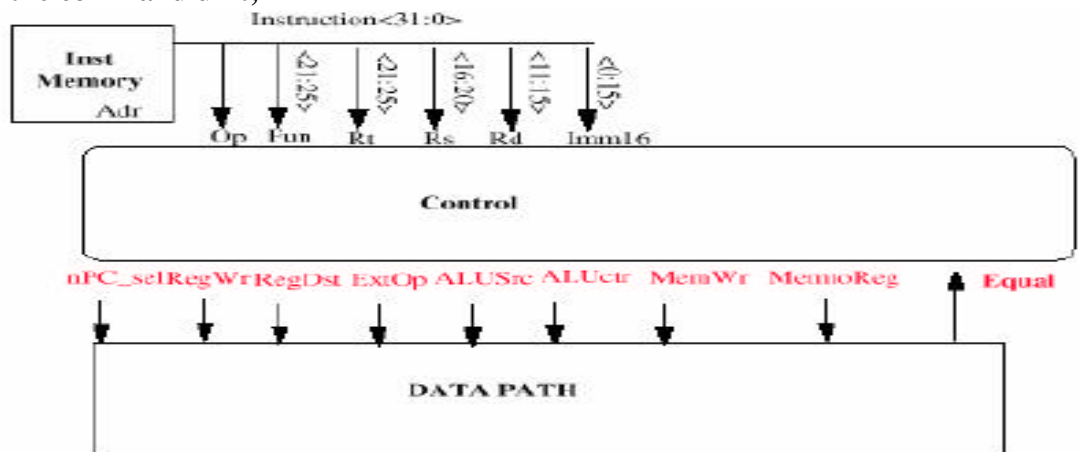 Instruction<31:0>
Inst
Memory
Adr
<21:25>
<21:25>
<16:20>
<11:15>
<0:15>
Op Fun Rt Rs Rd Imm16
Control
nPC_sel RegWr RegDst ExtOp ALUSrc ALUctr MemWr MemtoReg Equal
DATA PATH